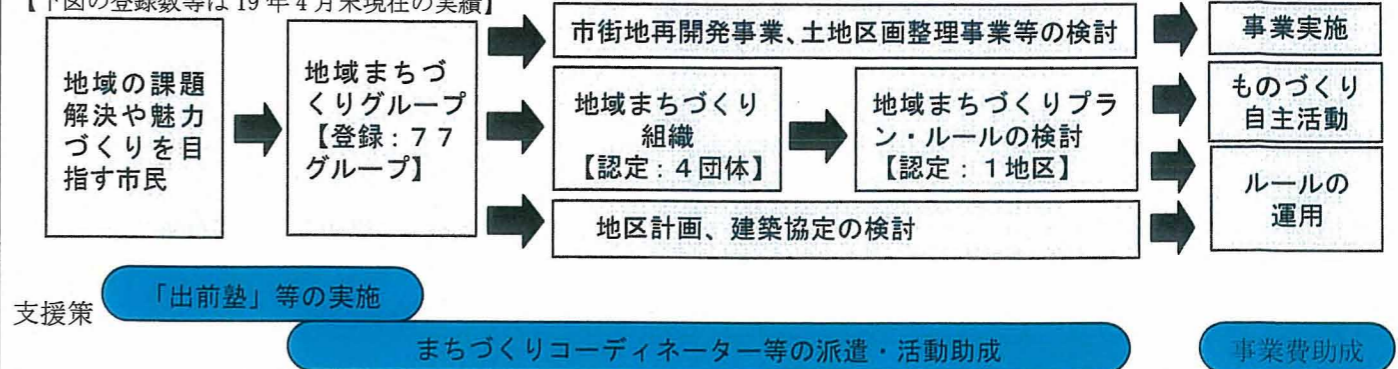 【下図の登録数等は19年4月末現在の実績】
地域の課題
解決や魅力
づくりを目
指す市民
地域まちづ
くりグループ
【登録：７７
グループ】
市街地再開発事業、土地区画整理事業等の検討
地域まちづくり
組織
【認定：４団体】
地域まちづくりプラ
ン・ルールの検討
【認定：１地区】
地区計画、建築協定の検討
事業実施
ものづくり
自主活動
ルールの
運用
支援策
「出前塾」等の実施
まちづくりコーディネーター等の派遣・活動助成
事業費助成